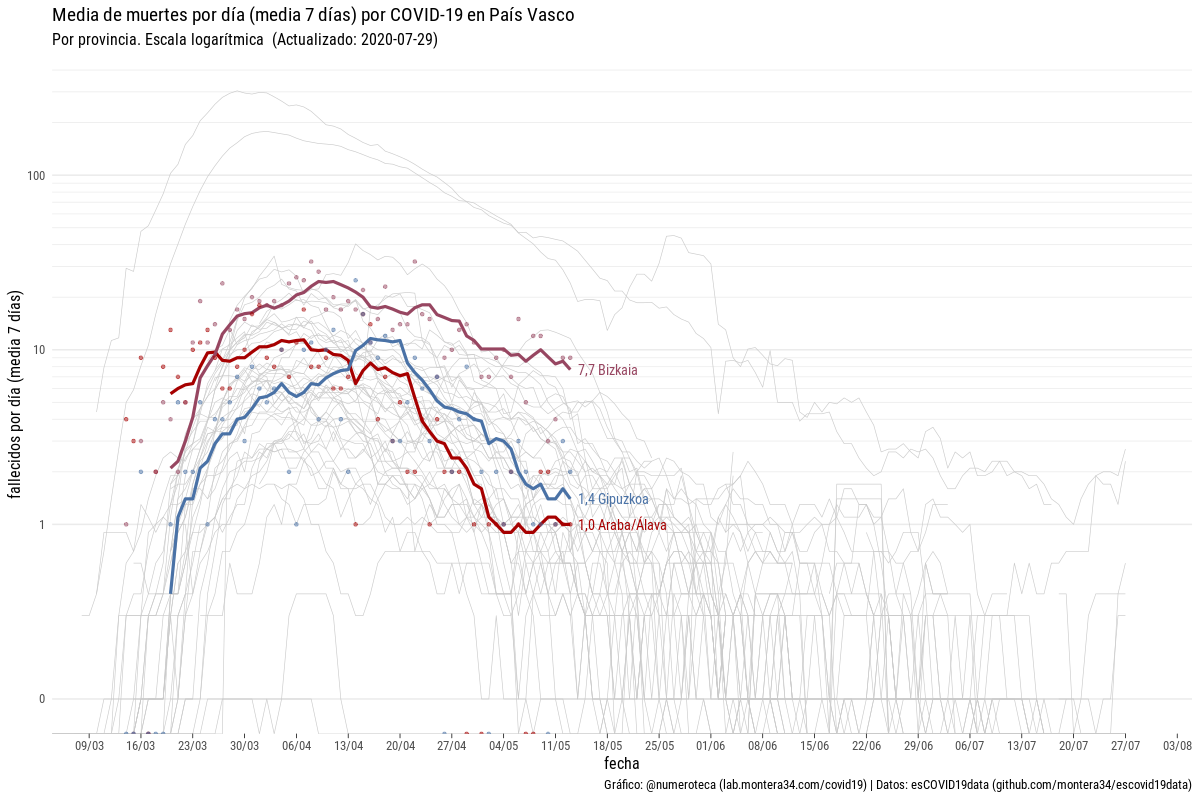 Media de muertes por día (media 7 días) por COVID-19 en País Vasco
Por provincia. Escala logarítmica (Actualizado: 2020-07-29)
fallecidos por día (media 7 días)
100
10
1
0
7,7 Bizkaia
1,4 Gipuzkoa
1,0 Araba/Álava
09/03 16/03 23/03 30/03 06/04 13/04 20/04 27/04 04/05 11/05 18/05 25/05 01/06 08/06 15/06 22/06 29/06 06/07 13/07 20/07 27/07 03/08
fecha
Gráfico: @numeroteca (lab.montera34.com/covid19) | Datos: esCOVID19data (github.com/montera34/escovid19data)